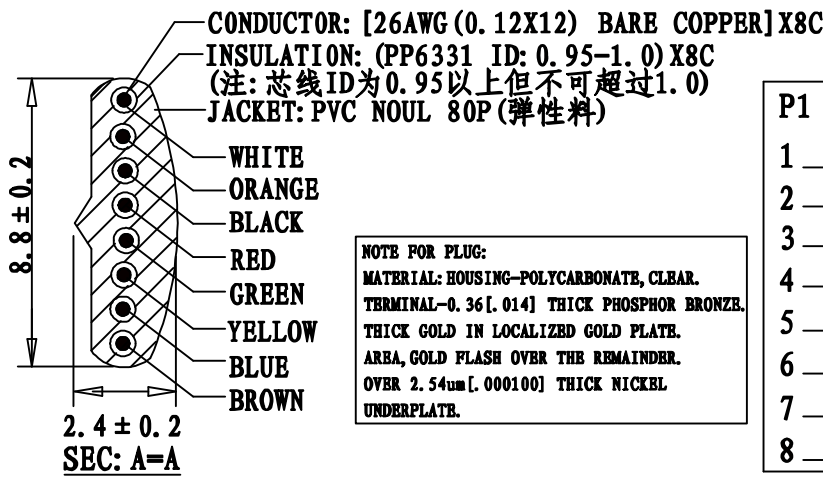 CONDUCTOR: [26AWG(0.12X12) BARE COPPER]X8C
INSULATION: (PP6331 ID: 0.95-1.0)X8C
(注: 芯线ID为0.95以上但不可超过1.0)
JACKET: PVC NOUL 80P(弹性料)
WHITE
ORANGE
BLACK
RED
GREEN
YELLOW
BLUE
BROWN
8.8±0.2
2.4±0.2
SEC: A=A
NOTE FOR PLUG:
MATERIAL: HOUSING-POLYCARBONATE, CLEAR.
TERMINAL-0.36[.014] THICK PHOSPHOR BRONZE.
THICK GOLD IN LOCALIZED GOLD PLATE.
AREA, GOLD FLASH OVER THE REMAINDER.
OVER 2.54um[.000100] THICK NICKEL
UNDERPLATE.
P1
1
2
3
4
5
6
7
8